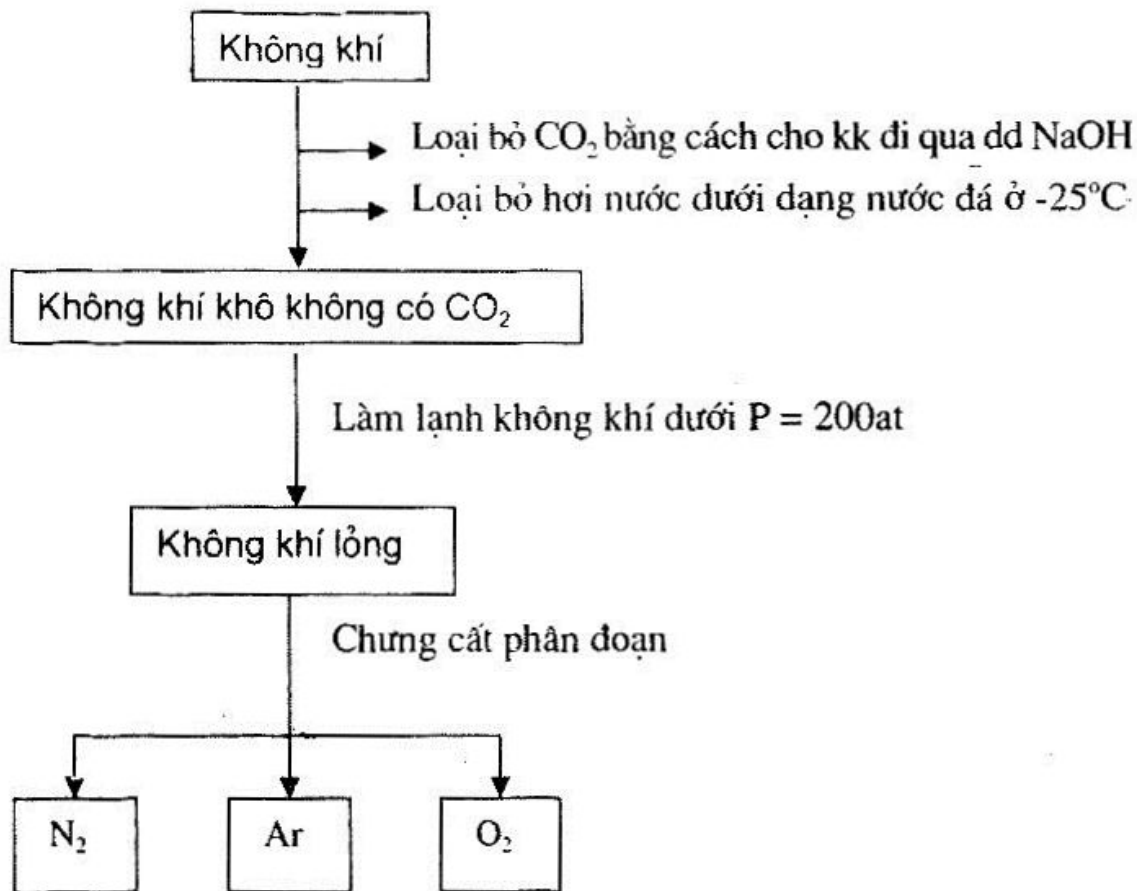 Không khí
Loại bỏ CO₂ bằng cách cho kk đi qua dd NaOH
Loại bỏ hơi nước dưới dạng nước đá ở -25°C
Không khí khô không có CO₂
Làm lạnh không khí dưới P = 200at
Không khí lỏng
Chưng cất phân đoạn
N₂ Ar O₂